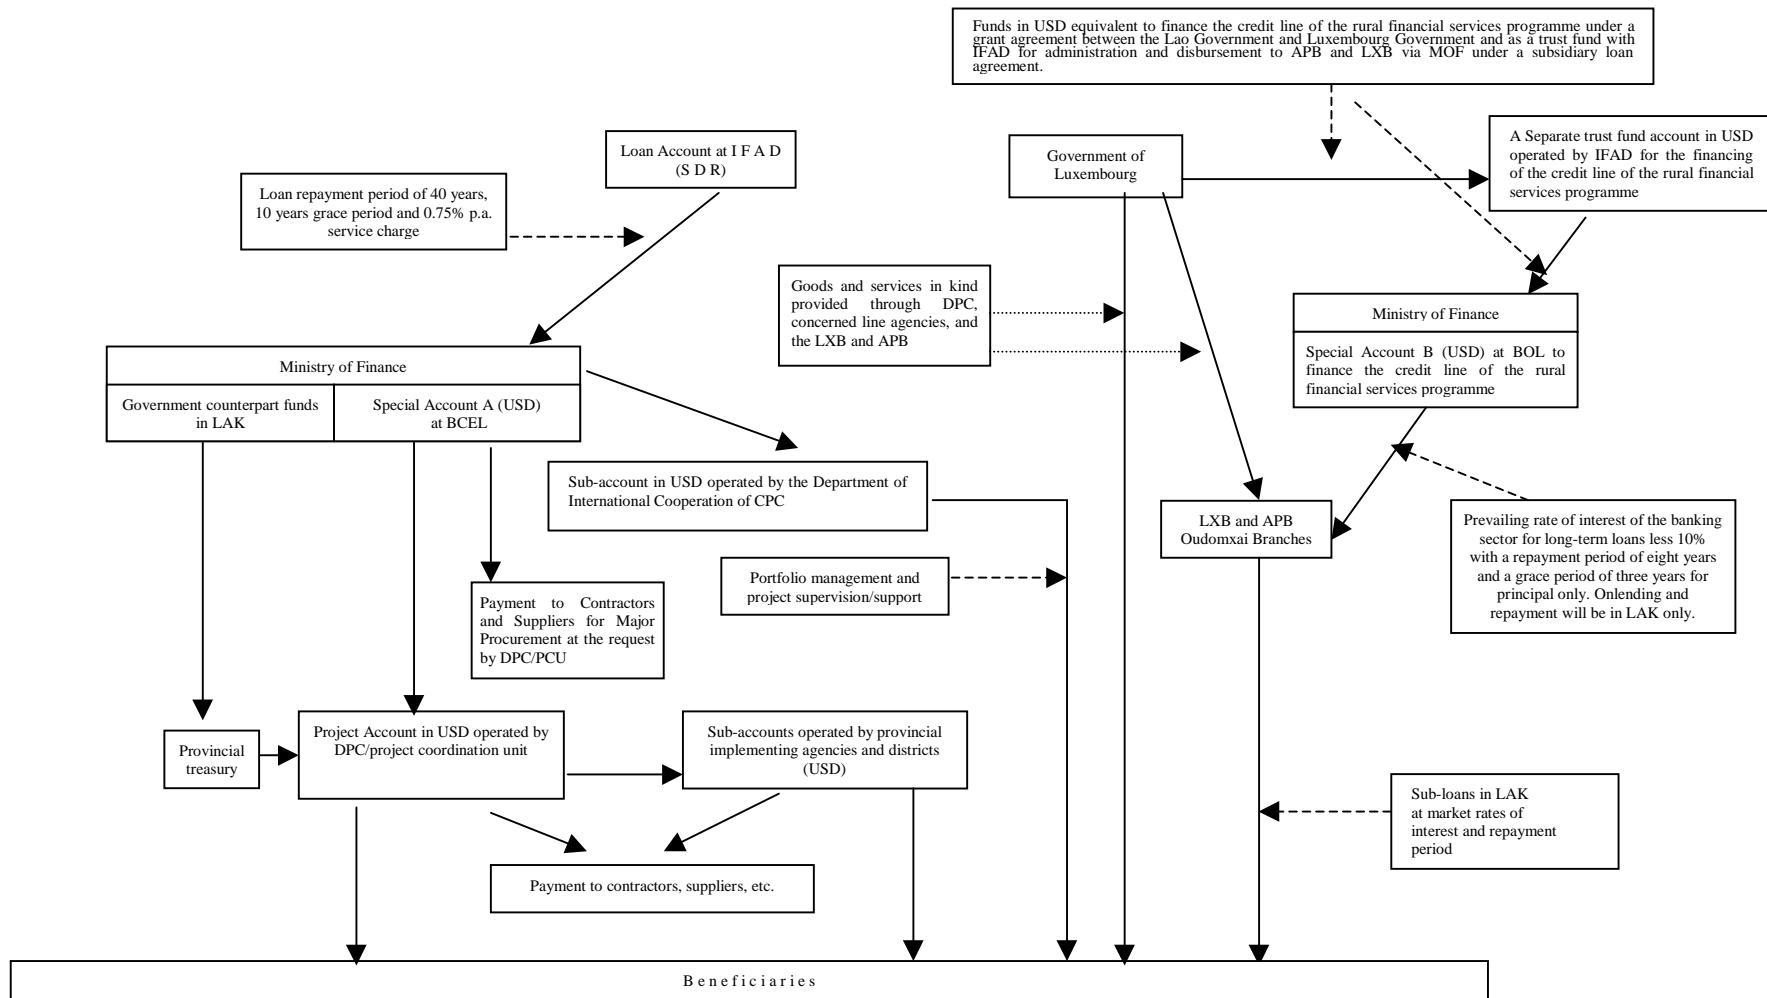 Funds in USD equivalent to finance the credit line of the rural financial services programme under a
grant agreement between the Lao Government and Luxembourg Government and as a trust fund with
IFAD for administration and disbursement to APB and LXB via MOF under a subsidiary loan
agreement.
Loan Account at I F A D
(S D R)
Government of
Luxembourg
A Separate trust fund account in USD
operated by IFAD for the financing
of the credit line of the rural financial
services programme
Loan repayment period of 40 years,
10 years grace period and 0.75% p.a.
service charge
Goods and services in kind
provided through DPC,
concerned line agencies, and
the LXB and APB
Ministry of Finance
Special Account B (USD) at BOL to
finance the credit line of the rural
financial services programme
Ministry of Finance
Government counterpart funds
in LAK
Special Account A (USD)
at BCEL
Sub-account in USD operated by the Department of
International Cooperation of CPC
LXB and APB
Oudomxai Branches
Prevailing rate of interest of the banking
sector for long-term loans less 10%
with a repayment period of eight years
and a grace period of three years for
principal only. Onlending and
repayment will be in LAK only.
Portfolio management and
project supervision/support
Payment to Contractors
and Suppliers for Major
Procurement at the request
by DPC/PCU
Provincial
treasury
Project Account in USD operated by
DPC/project coordination unit
Sub-accounts operated by provincial
implementing agencies and districts
(USD)
Sub-loans in LAK
at market rates of
interest and repayment
period
Payment to contractors, suppliers, etc.
B e n e f i c i a r i e s